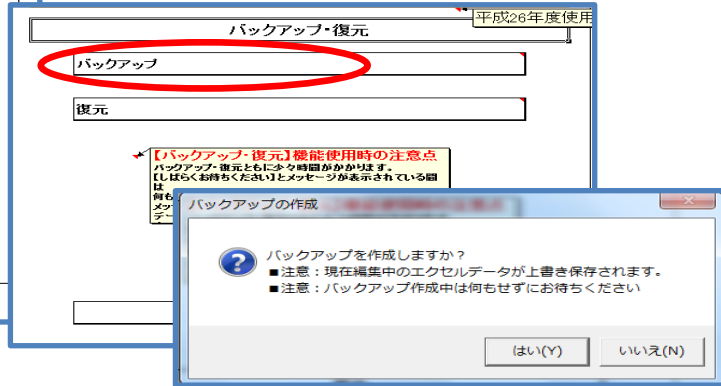 平成26年度使用
バックアップ・復元
バックアップ
復元
【バックアップ・復元】機能使用時の注意点
バックアップ・復元ともに少々時間がかかります。
【しばらくお待ちください】とメッセージが表示されている間
は
何も
メッ
デー
バックアップの作成
バックアップを作成しますか？
■注意：現在編集中のエクセルデータが上書き保存されます。
■注意：バックアップ作成中は何もせずにお待ちください
はい(Y)
いいえ(N)